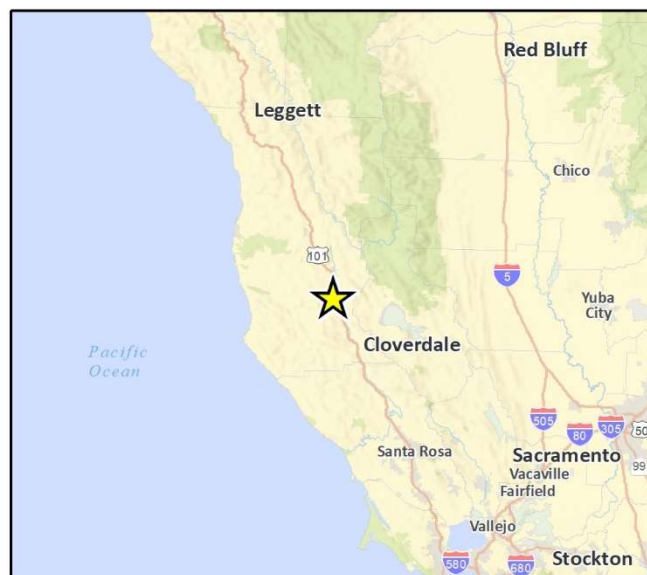 Red Bluff
Leggett
Chico
101
5
Yuba
City
Pacific
Ocean
Cloverdale
505
80
305
50
Santa Rosa
Sacramento
99
Vacaville
Fairfield
Vallejo
580
680
Stockton